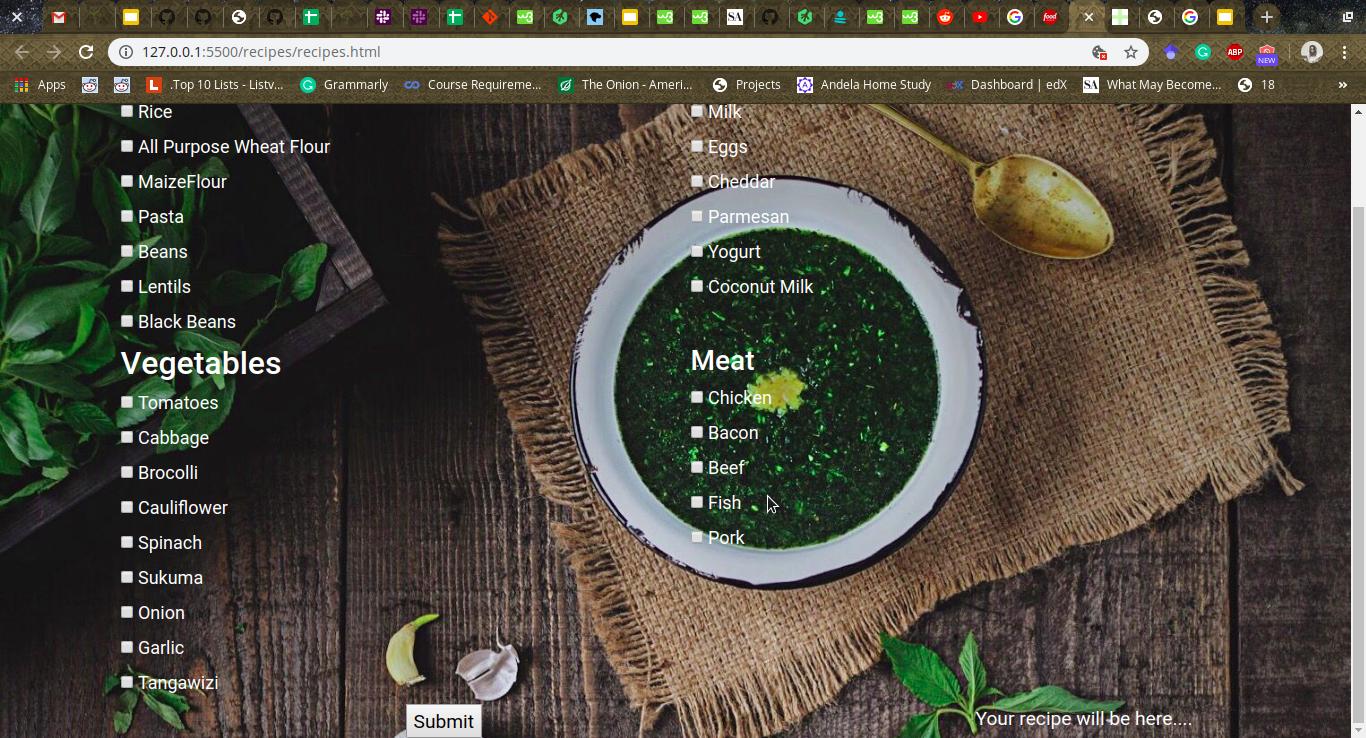 127.0.0.1:5500/recipes/recipes.html
Apps .Top 10 Lists - Listv... Grammarly Course Requireme... The Onion - Ameri... Projects Andela Home Study Dashboard | edX SA What May Become... 18 »
ABP
NEW
Rice
All Purpose Wheat Flour
MaizeFlour
Pasta
Beans
Lentils
Black Beans
Vegetables
Tomatoes
Cabbage
Brocolli
Cauliflower
Spinach
Sukuma
Onion
Garlic
Tangawizi
Milk
Eggs
Cheddar
Parmesan
Yogurt
Coconut Milk
Meat
Chicken
Bacon
Beef
Fish
Pork
Submit
Your recipe will be here....